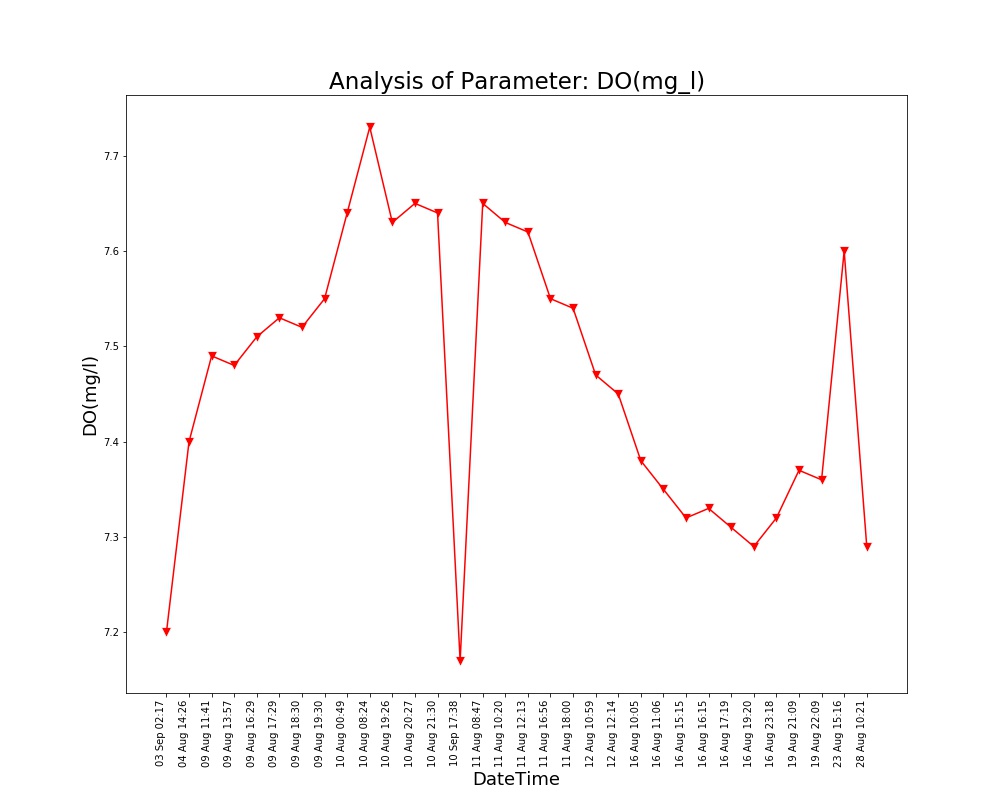 Analysis of Parameter: DO(mg_l)
DO(mg/l)
7.7
7.6
7.5
7.4
7.3
7.2
03 Sep 02:17
04 Aug 14:26
09 Aug 11:41
09 Aug 13:57
09 Aug 16:29
09 Aug 17:29
09 Aug 18:30
09 Aug 19:30
10 Aug 00:49
10 Aug 08:24
10 Aug 19:26
10 Aug 20:27
10 Aug 21:30
10 Sep 17:38
11 Aug 08:47
11 Aug 10:20
11 Aug 12:13
11 Aug 16:56
11 Aug 18:00
12 Aug 10:59
12 Aug 12:14
16 Aug 10:05
16 Aug 11:06
16 Aug 15:15
16 Aug 16:15
16 Aug 17:19
16 Aug 19:20
16 Aug 23:18
19 Aug 21:09
19 Aug 22:09
23 Aug 15:16
28 Aug 10:21
DateTime